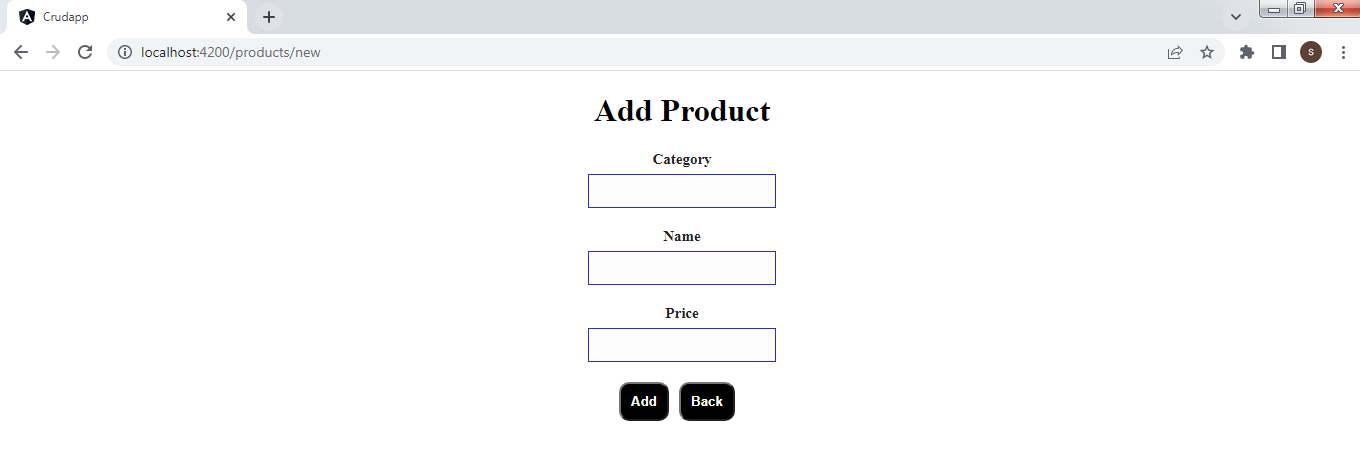 Crudapp
localhost:4200/products/new
S
Add Product
Category
Name
Price
Add Back